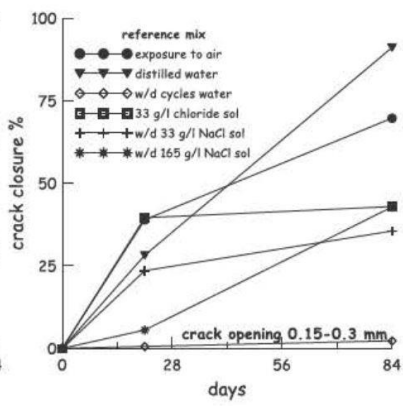 100
75
50
25
0
0
28
56
84
4
crack closure %
days
reference mix
exposure to air
distilled water
w/d cycles water
33 g/l chloride sol
w/d 33 g/l NaCl sol
w/d 165 g/l NaCl sol
crack opening 0.15-0.3 mm